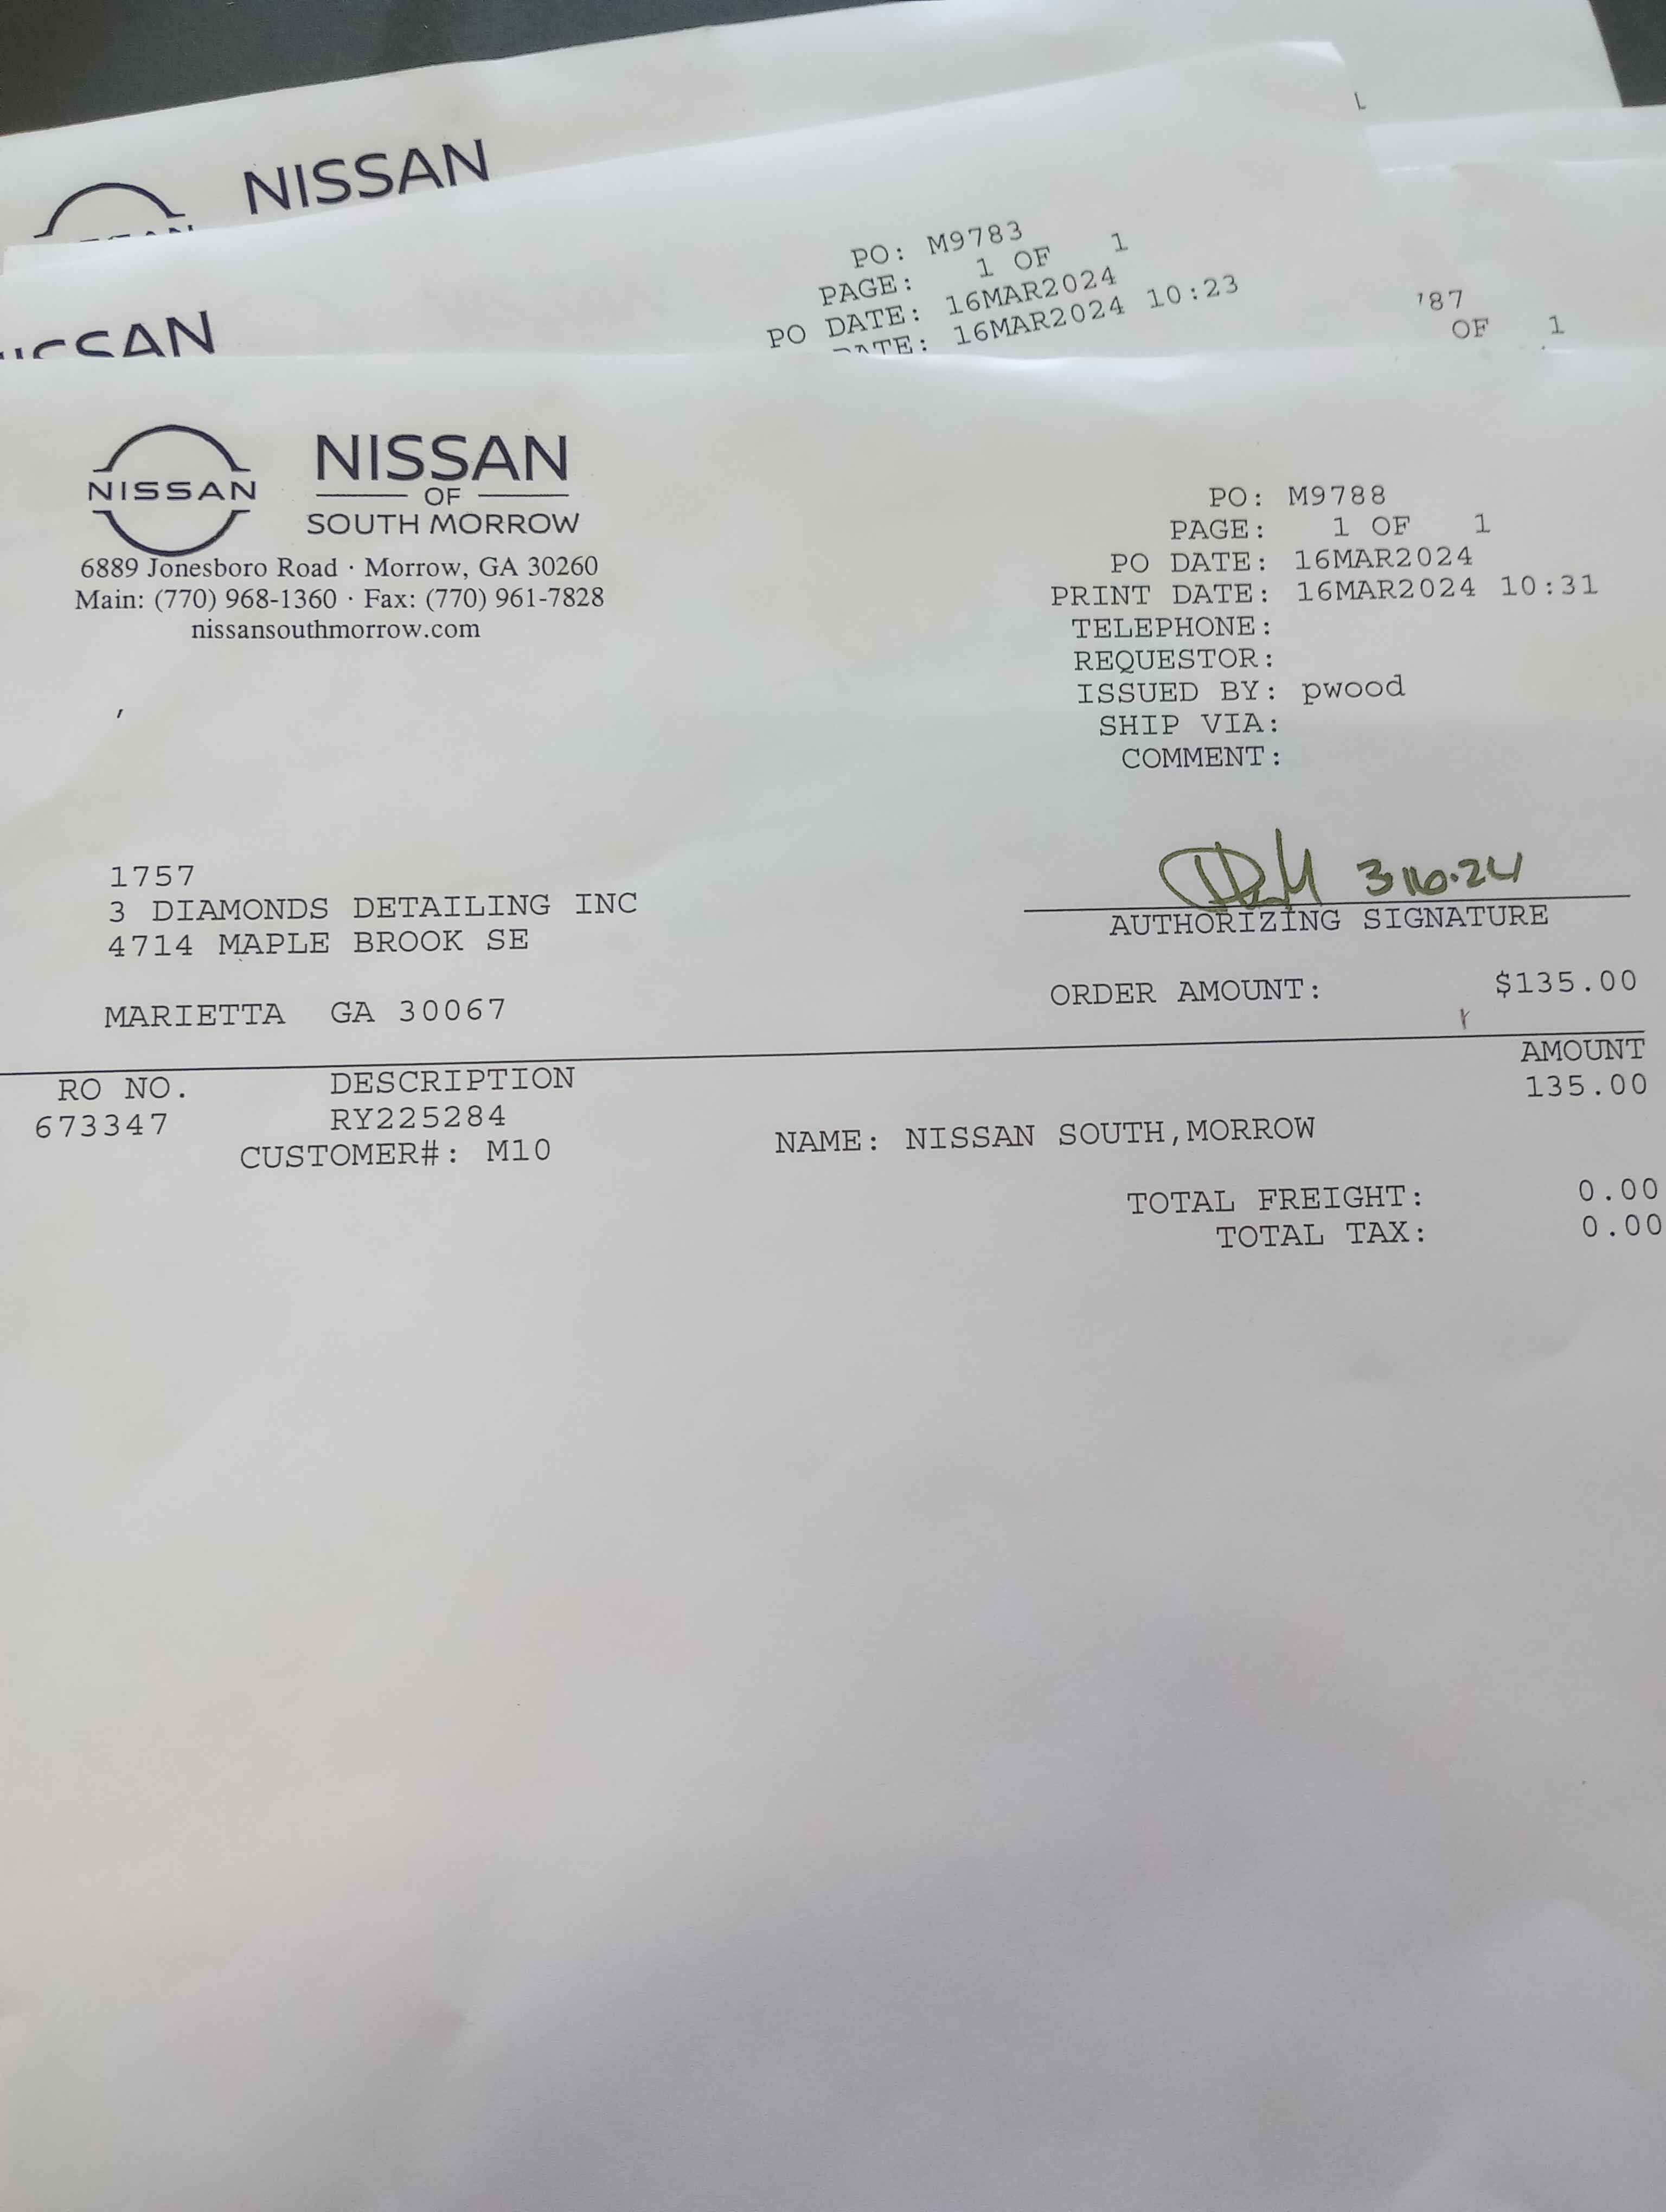 NISSAN
NISSAN
PO: M9783
PAGE: 1 OF 1
PO DATE: 16MAR2024
DATE: 16MAR2024 10:23
'87
OF 1
NISSAN
NISSAN
OF
SOUTH MORROW
6889 Jonesboro Road · Morrow, GA 30260
Main: (770) 968-1360 · Fax: (770) 961-7828
nissansouthmorrow.com
PO: M9788
PAGE: 1 OF 1
PO DATE: 16MAR2024
PRINT DATE: 16MAR2024 10:31
TELEPHONE:
REQUESTOR:
ISSUED BY: pwood
SHIP VIA:
COMMENT:
,
1757
3 DIAMONDS DETAILING INC
4714 MAPLE BROOK SE
MARIETTA GA 30067
3·16·24
AUTHORIZING SIGNATURE
ORDER AMOUNT: $135.00
RO NO. DESCRIPTION AMOUNT
673347 RY225284 135.00
CUSTOMER#: M10 NAME: NISSAN SOUTH,MORROW
TOTAL FREIGHT: 0.00
TOTAL TAX: 0.00